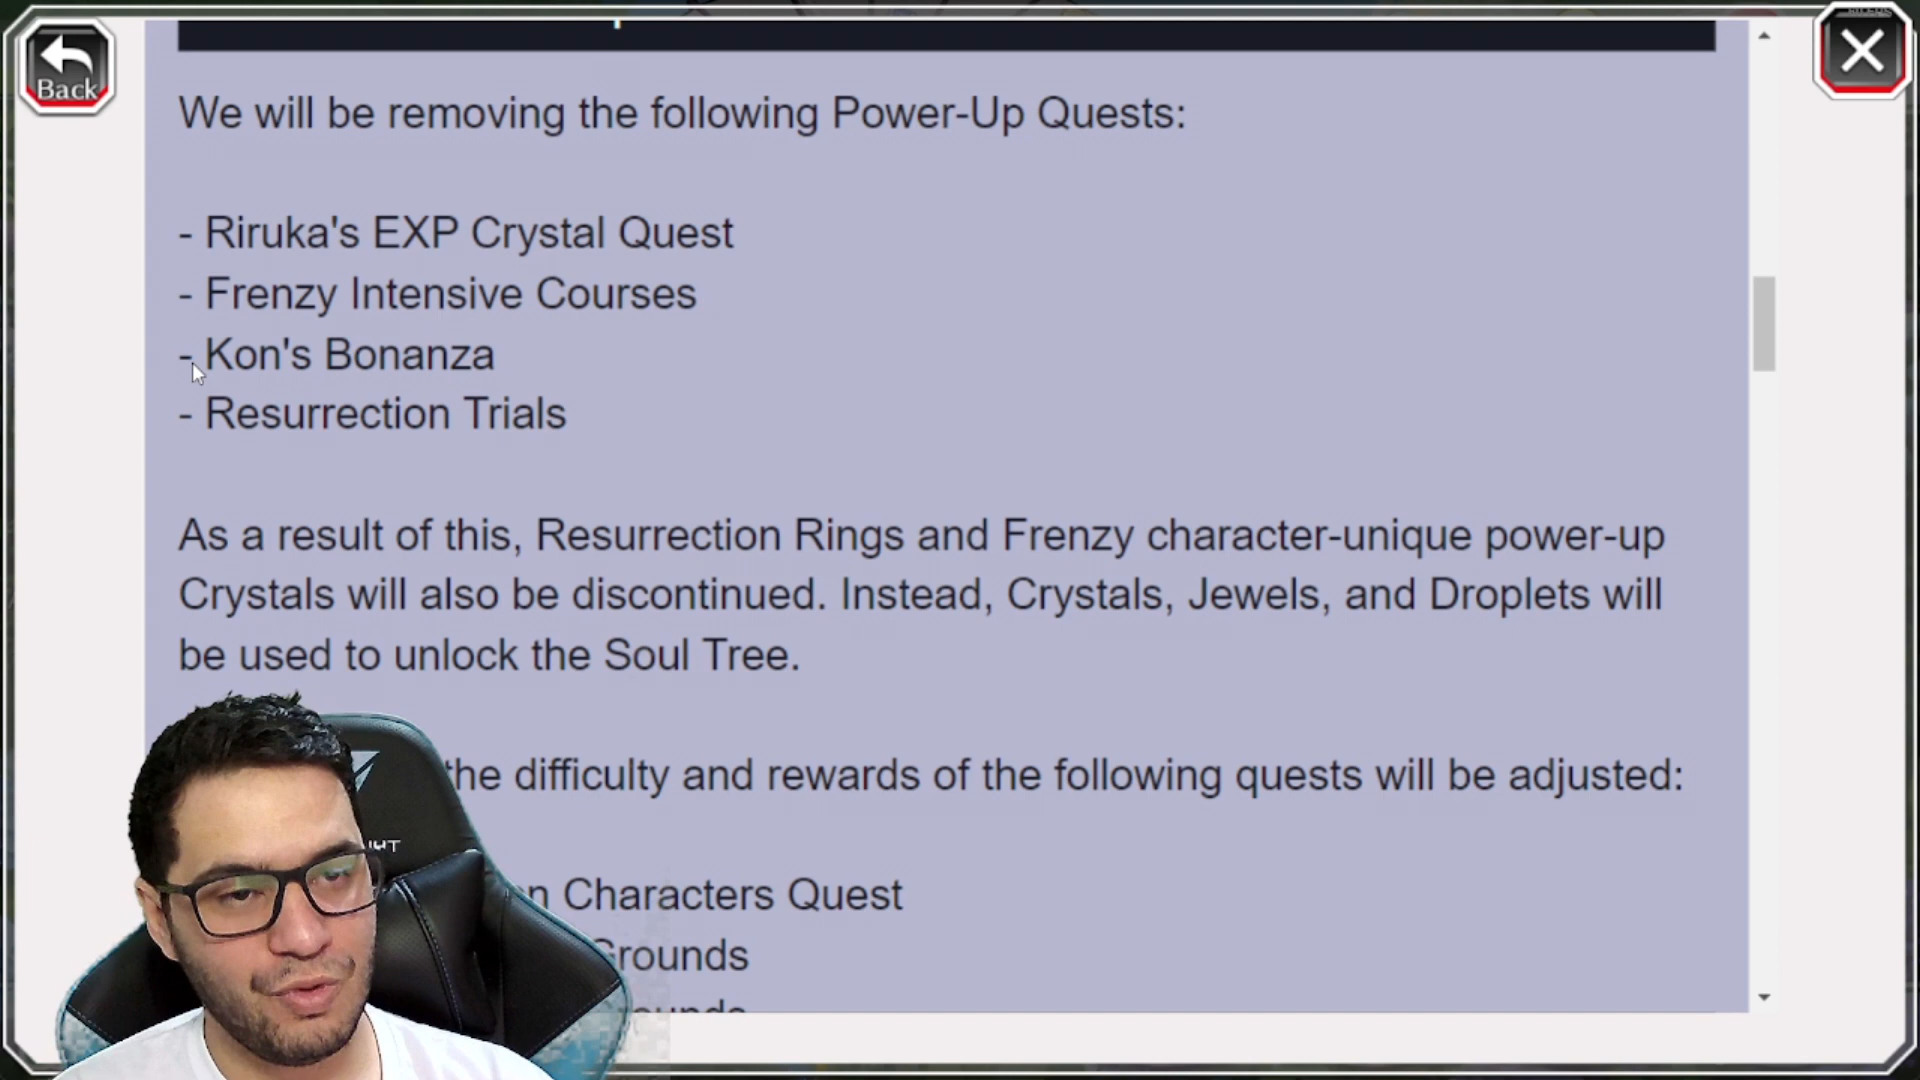 Back
We will be removing the following Power-Up Quests:
- Riruka's EXP Crystal Quest
- Frenzy Intensive Courses
- Kon's Bonanza
- Resurrection Trials
As a result of this, Resurrection Rings and Frenzy character-unique power-up
Crystals will also be discontinued. Instead, Crystals, Jewels, and Droplets will
be used to unlock the Soul Tree.
the difficulty and rewards of the following quests will be adjusted:
Characters Quest
Grounds